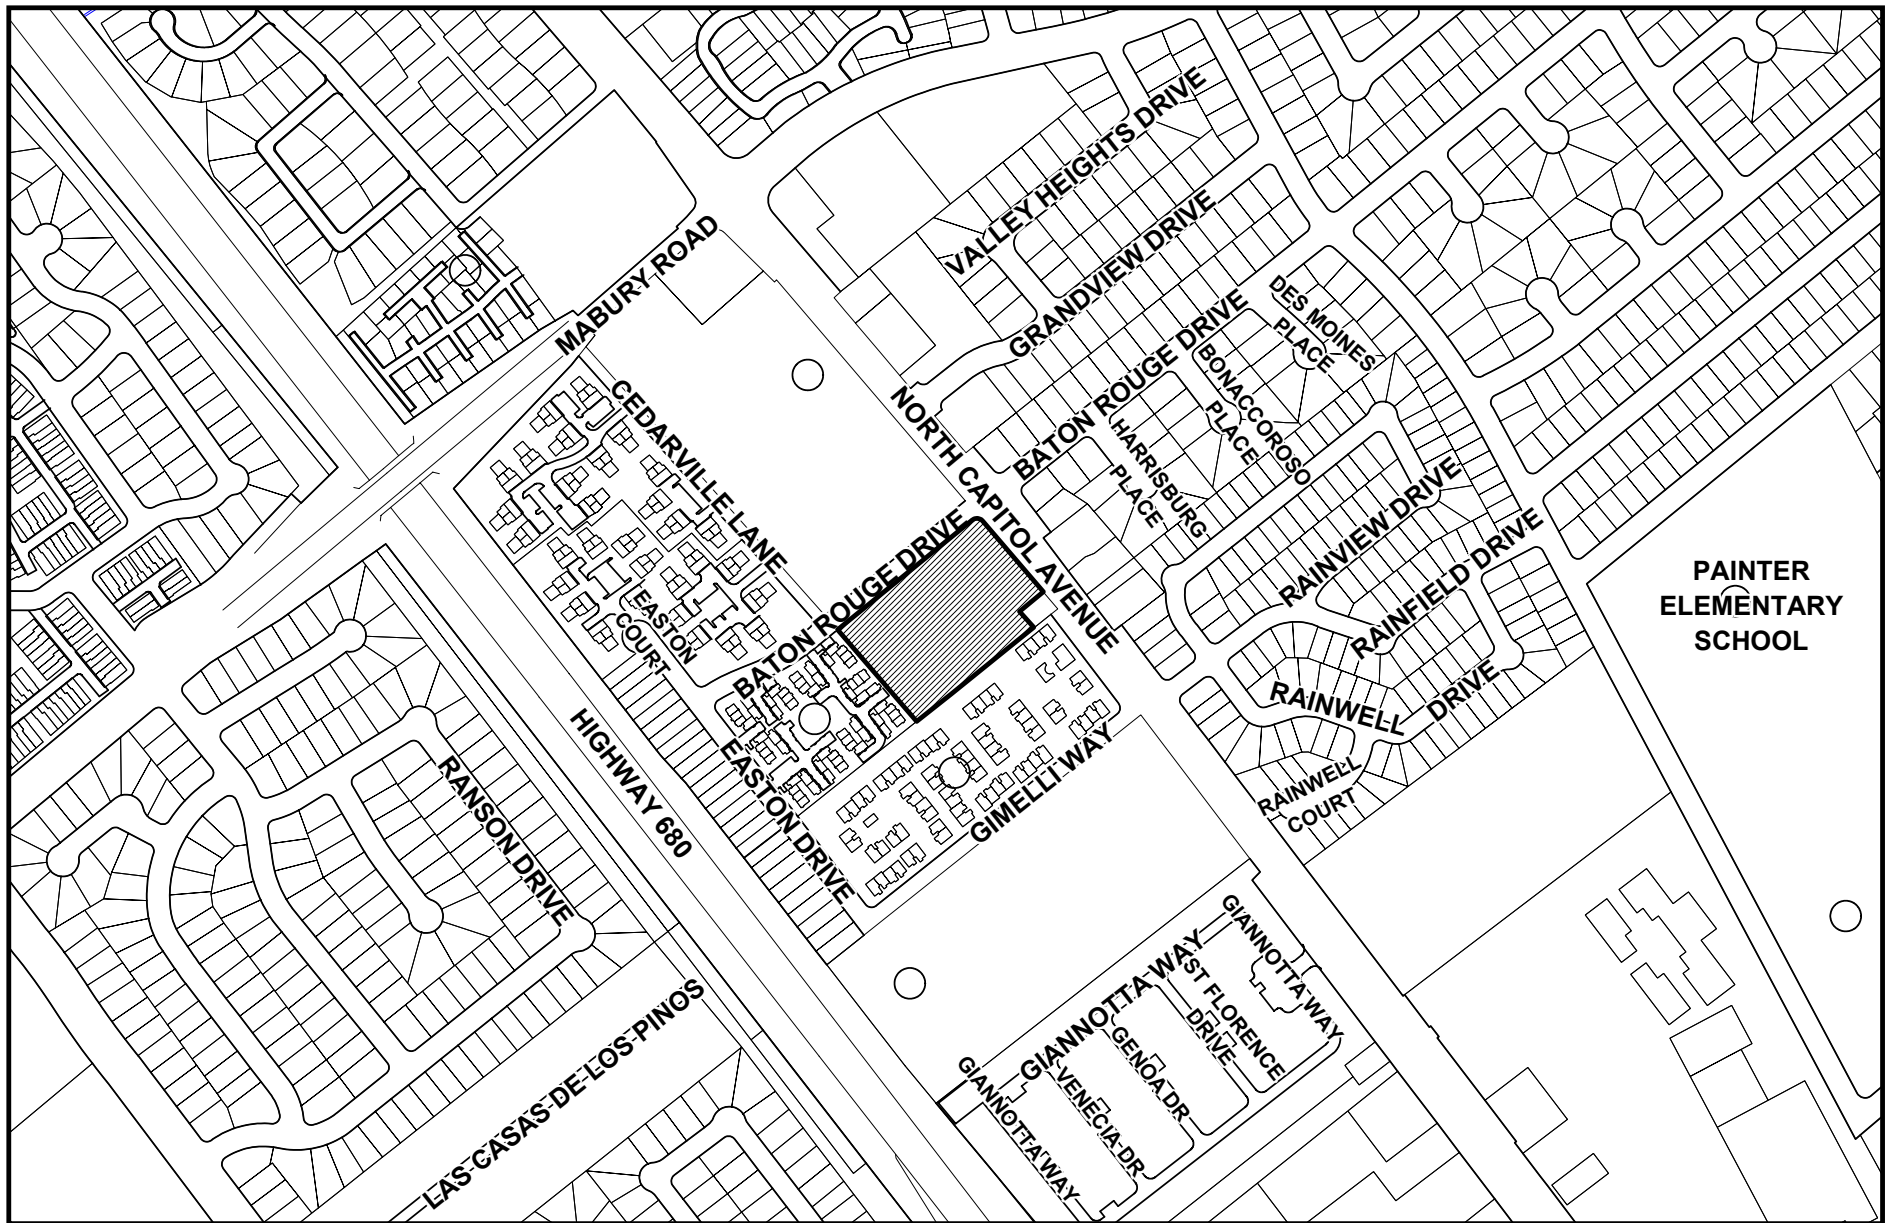 VALLEY HEIGHTS DRIVE
MABURY ROAD
GRANDVIEW DRIVE
DES MOINES
PLACE
BATON ROUGE DRIVE
BONACCOROSO
PLACE
CEDARVILLE LANE
NORTH CAPITOL AVENUE
HARRISBURG
PLACE
RAINVIEW DRIVE
BATON ROUGE DRIVE
RAINFIELD DRIVE
PAINTER
ELEMENTARY
SCHOOL
EASTON
COURT
RAINWELL
DRIVE
HIGHWAY 680
EASTON DRIVE
GIMELLI WAY
RAINWELL
COURT
RANSON DRIVE
GIANNOTTA WAY
GIANNOTTA WAY
EAST FLORENCE
DRIVE
GENOA DR
VENECIA DR
GIANNOTTA WAY
LAS CASAS DE LOS PINOS